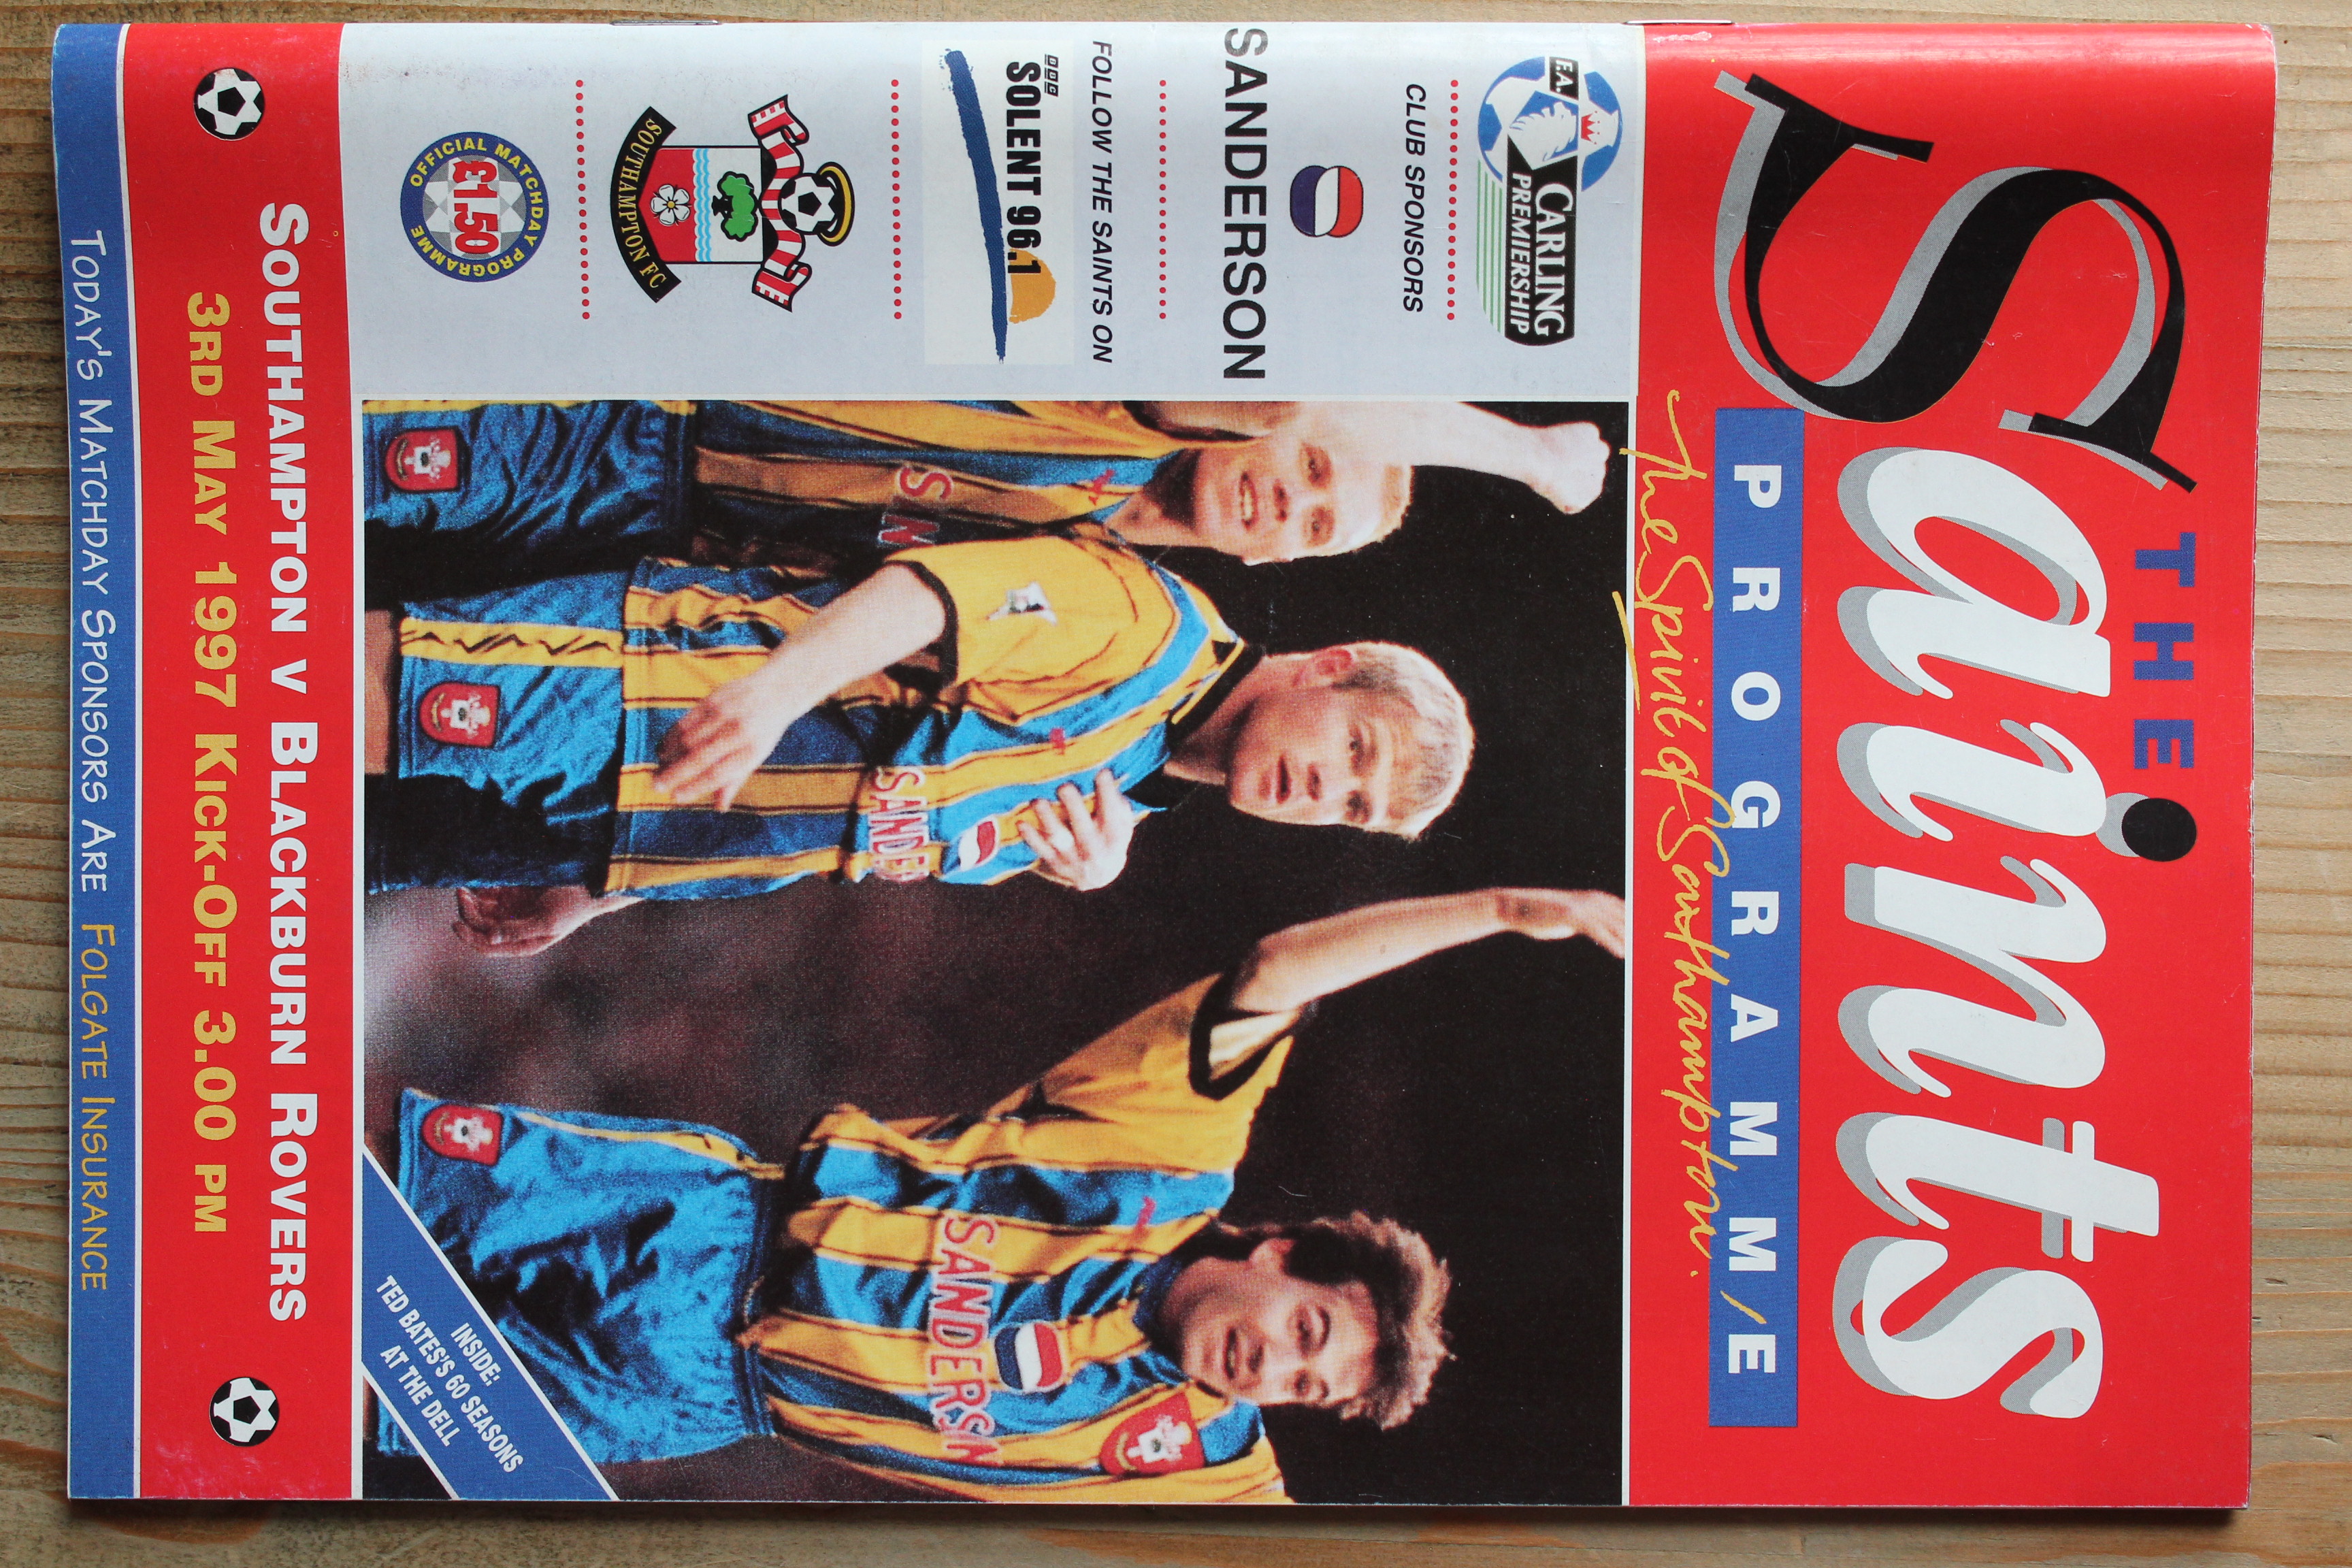 THE
Saints
PROGRAMME
The Spirit of Southampton.
F.A.
CARLING
PREMIERSHIP
CLUB SPONSORS
SANDERSON
FOLLOW THE SAINTS ON
BBC
SOLENT 96.1
SOUTHAMPTON FC
OFFICIAL MATCHDAY
£1.50
PROGRAMME
SAN
SANDER
SANDERSON
INSIDE:
TED BATES'S 60 SEASONS
AT THE DELL
SOUTHAMPTON V BLACKBURN ROVERS
3RD MAY 1997 KICK-OFF 3.00 PM
TODAY'S MATCHDAY SPONSORS ARE FOLGATE INSURANCE